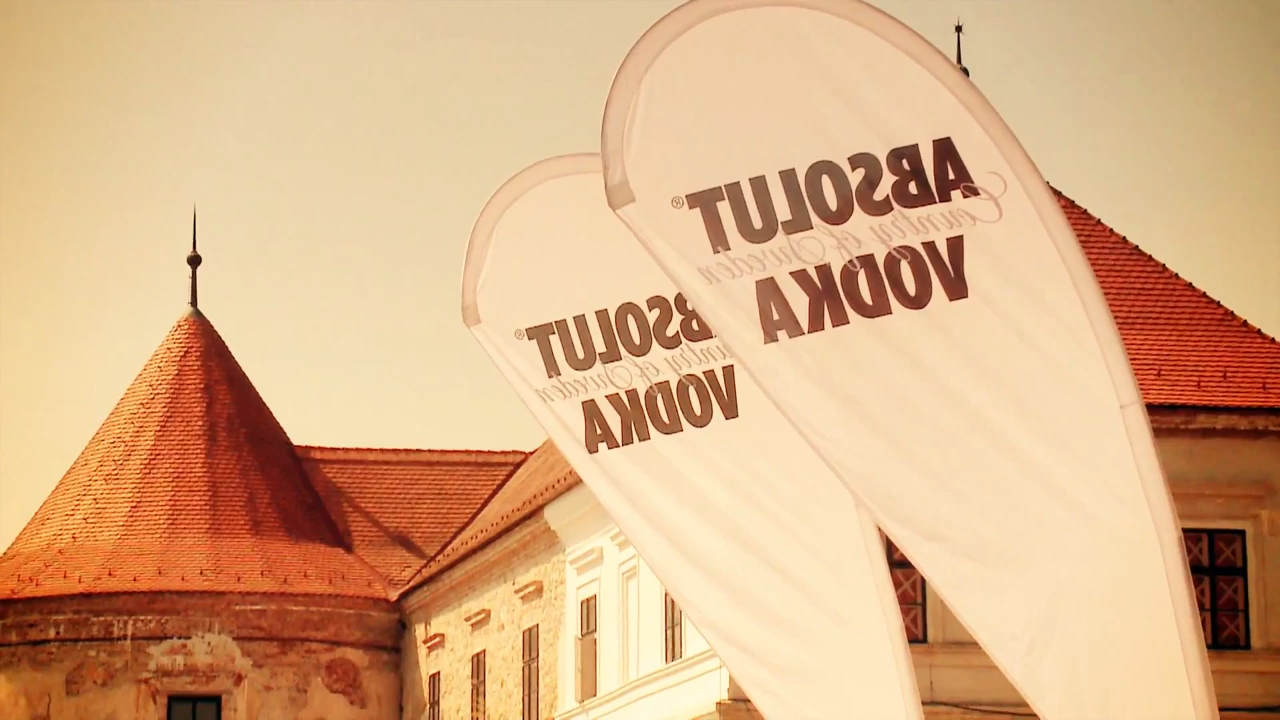 ABSOLUT®
Country of Sweden
VODKA
ABSOLUT®
Country of Sweden
VODKA